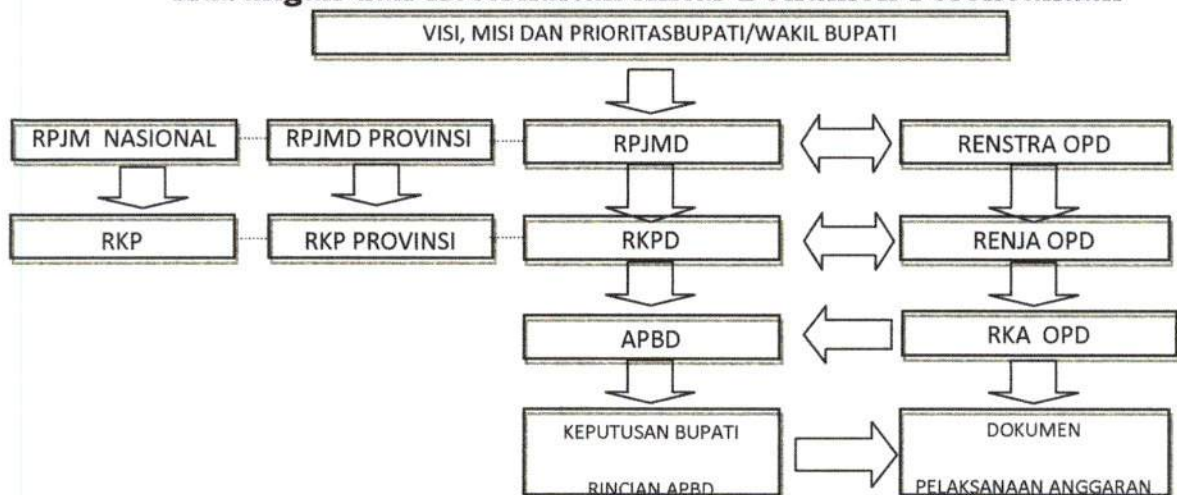 VISI, MISI DAN PRIORITASBUPATI/WAKIL BUPATI
RPJM NASIONAL
RPJMD PROVINSI
RPJMD
RENSTRA OPD
RKP
RKP PROVINSI
RKPD
RENJA OPD
APBD
RKA OPD
KEPUTUSAN BUPATI
RINCIAN APBD
DOKUMEN
PELAKSANAAN ANGGARAN